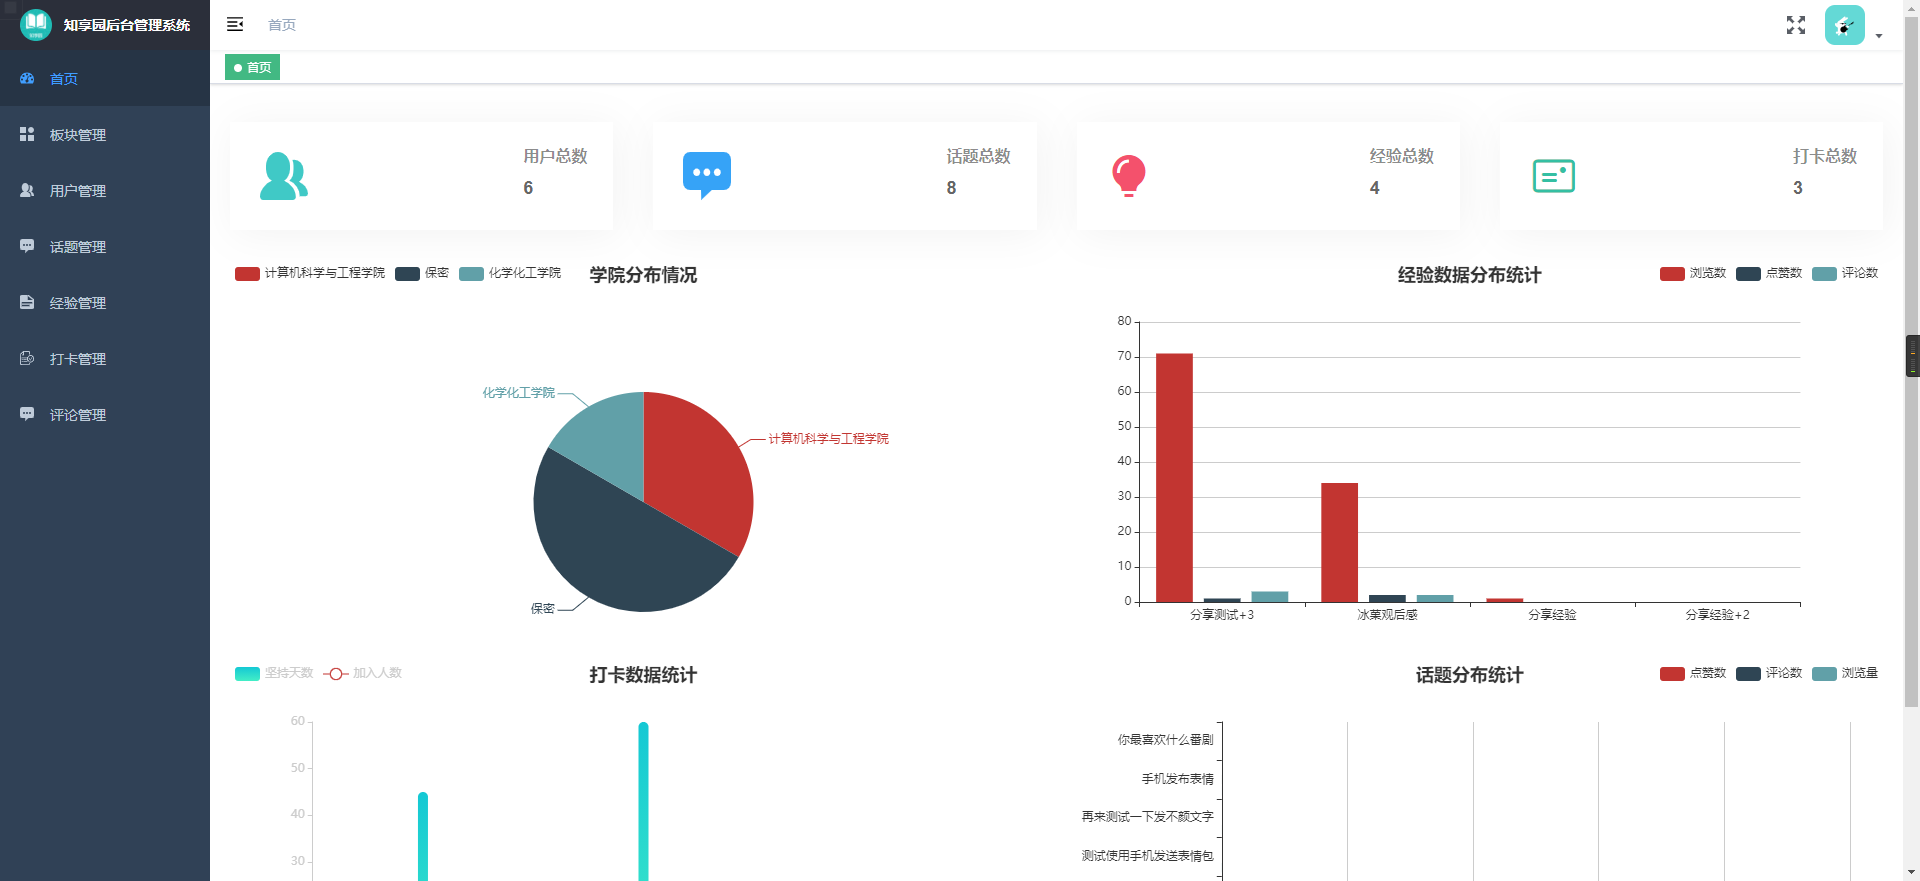 知享园后台管理系统
首页
首页
首页
板块管理
用户管理
话题管理
经验管理
打卡管理
评论管理
用户总数
6
话题总数
8
经验总数
4
打卡总数
3
计算机科学与工程学院 保密 化学化工学院
学院分布情况
化学化工学院
计算机科学与工程学院
保密
经验数据分布统计
浏览数 点赞数 评论数
80
70
60
50
40
30
20
10
0
分享测试+3 冰菓观后感 分享经验 分享经验+2
坚持天数 加入人数
打卡数据统计
60
50
40
30
话题分布统计
点赞数 评论数 浏览量
你最喜欢什么番剧
手机发布表情
再来测试一下发不颜文字
测试使用手机发送表情包